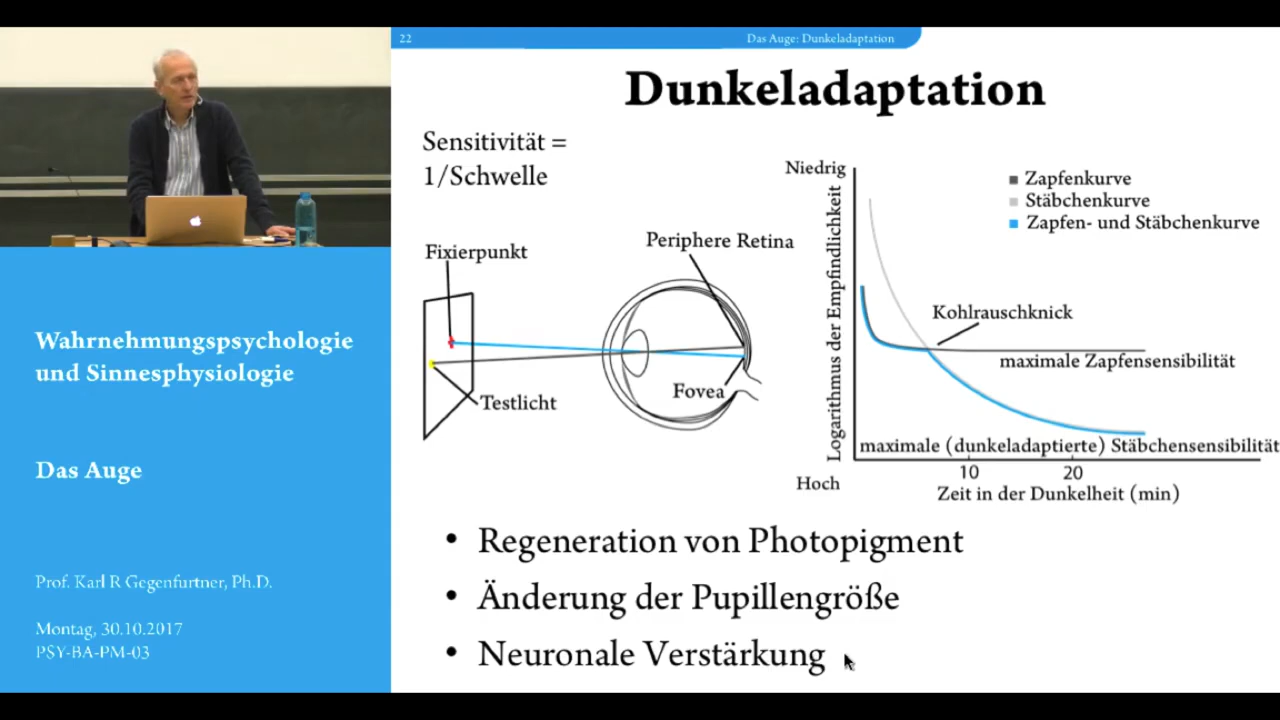 22
Das Auge: Dunkeladaptation
Dunkeladaptation
Sensitivität =
1/Schwelle
Fixierpunkt
Testlicht
Periphere Retina
Fovea
Niedrig
Logarithmus der Empfindlichkeit
Hoch
Zapfenkurve
Stäbchenkurve
Zapfen- und Stäbchenkurve
Kohlrauschknick
maximale Zapfensensibilität
maximale (dunkeladaptierte) Stäbchensensibilität
10
20
Zeit in der Dunkelheit (min)
• Regeneration von Photopigment
• Änderung der Pupillengröße
• Neuronale Verstärkung
Wahrnehmungspsychologie
und Sinnesphysiologie
Das Auge
Prof. Karl R Gegenfurtner, Ph.D.
Montag, 30.10.2017
PSY-BA-PM-03